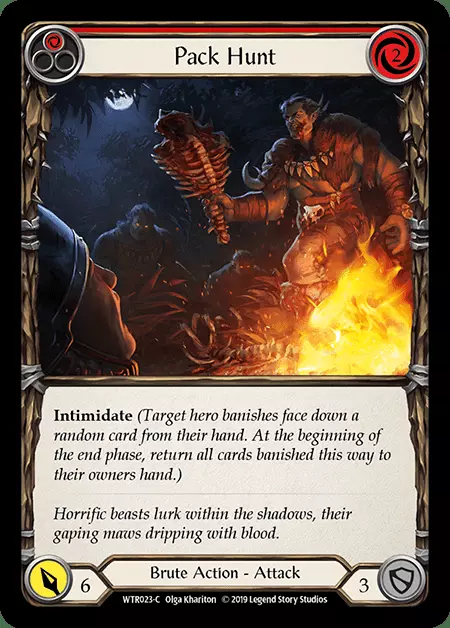 Pack Hunt
2
Intimidate (Target hero banishes face down a
random card from their hand. At the beginning of
the end phase, return all cards banished this way to
their owners hand.)
Horrific beasts lurk within the shadows, their
gaping maws dripping with blood.
6
Brute Action - Attack
3
WTR023-C Olga Khariton © 2019 Legend Story Studios